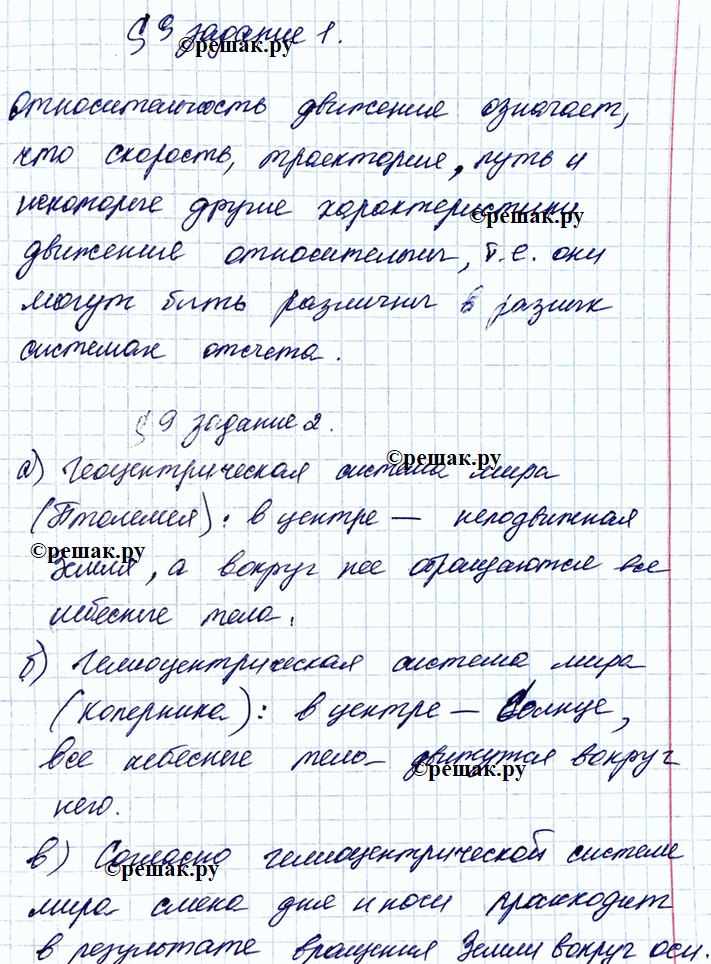 § 9 задание 1.
©решак.ру
Относительность движения означает,
что скорость, траектория, путь и
некоторые другие характеристики
©решак.ру
движения относительны, т.е. они
могут быть различны в разных
системах отсчета.
§ 9 задание 2.
©решак.ру
а) Геоцентрическая система мира
(Птолемея): в центре — неподвижная
©решак.ру
Земля, а вокруг нее обращаются все
небесные тела.
б) Гелиоцентрическая система мира
(Коперника): в центре — Солнце,
все небесные тела движутся вокруг
©решак.ру
него.
в) Согласно гелиоцентрической системе
©решак.ру
мира смена дня и ночи происходит
в результате вращения Земли вокруг оси.